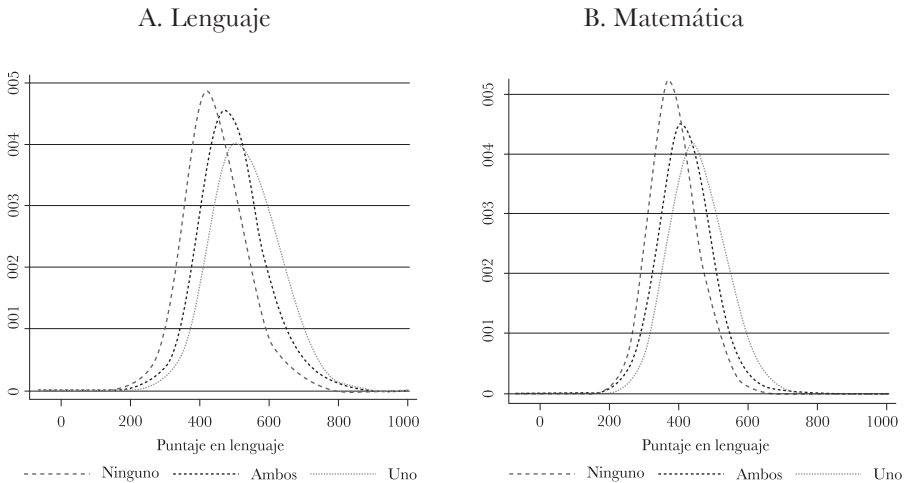 A. Lenguaje
005
004
003
002
001
0
0 200 400 600 800 1000
Puntaje en lenguaje
Ninguno Ambos Uno
B. Matemática
005
004
003
002
001
0
0 200 400 600 800 1000
Puntaje en lenguaje
Ninguno Ambos Uno